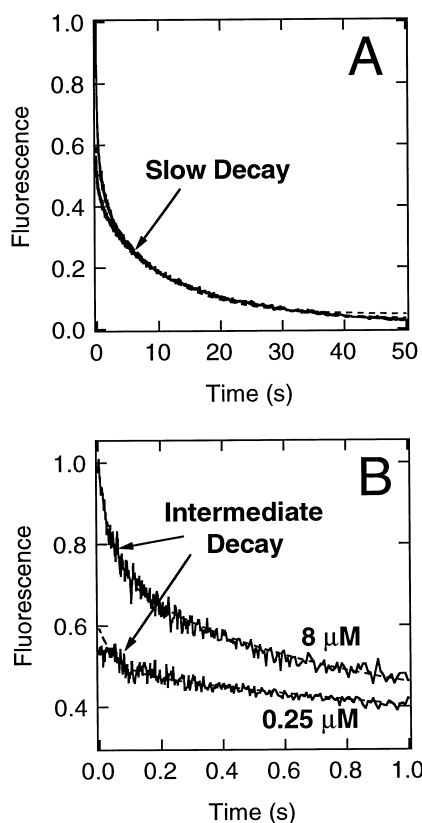 A
1.0
0.8
0.6
0.4
0.2
0.0
Fluorescence
Slow Decay
0 10 20 30 40 50
Time (s)
B
1.0
0.8
0.6
0.4
Fluorescence
Intermediate
Decay
8 μM
0.25 μM
0.0 0.2 0.4 0.6 0.8 1.0
Time (s)